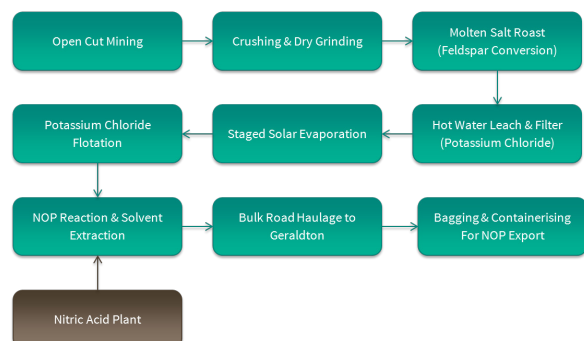 Open Cut Mining
Crushing & Dry Grinding
Molten Salt Roast
(Feldspar Conversion)
Potassium Chloride
Flotation
Staged Solar Evaporation
Hot Water Leach & Filter
(Potassium Chloride)
NOP Reaction & Solvent
Extraction
Bulk Road Haulage to
Geraldton
Bagging & Containerising
For NOP Export
Nitric Acid Plant